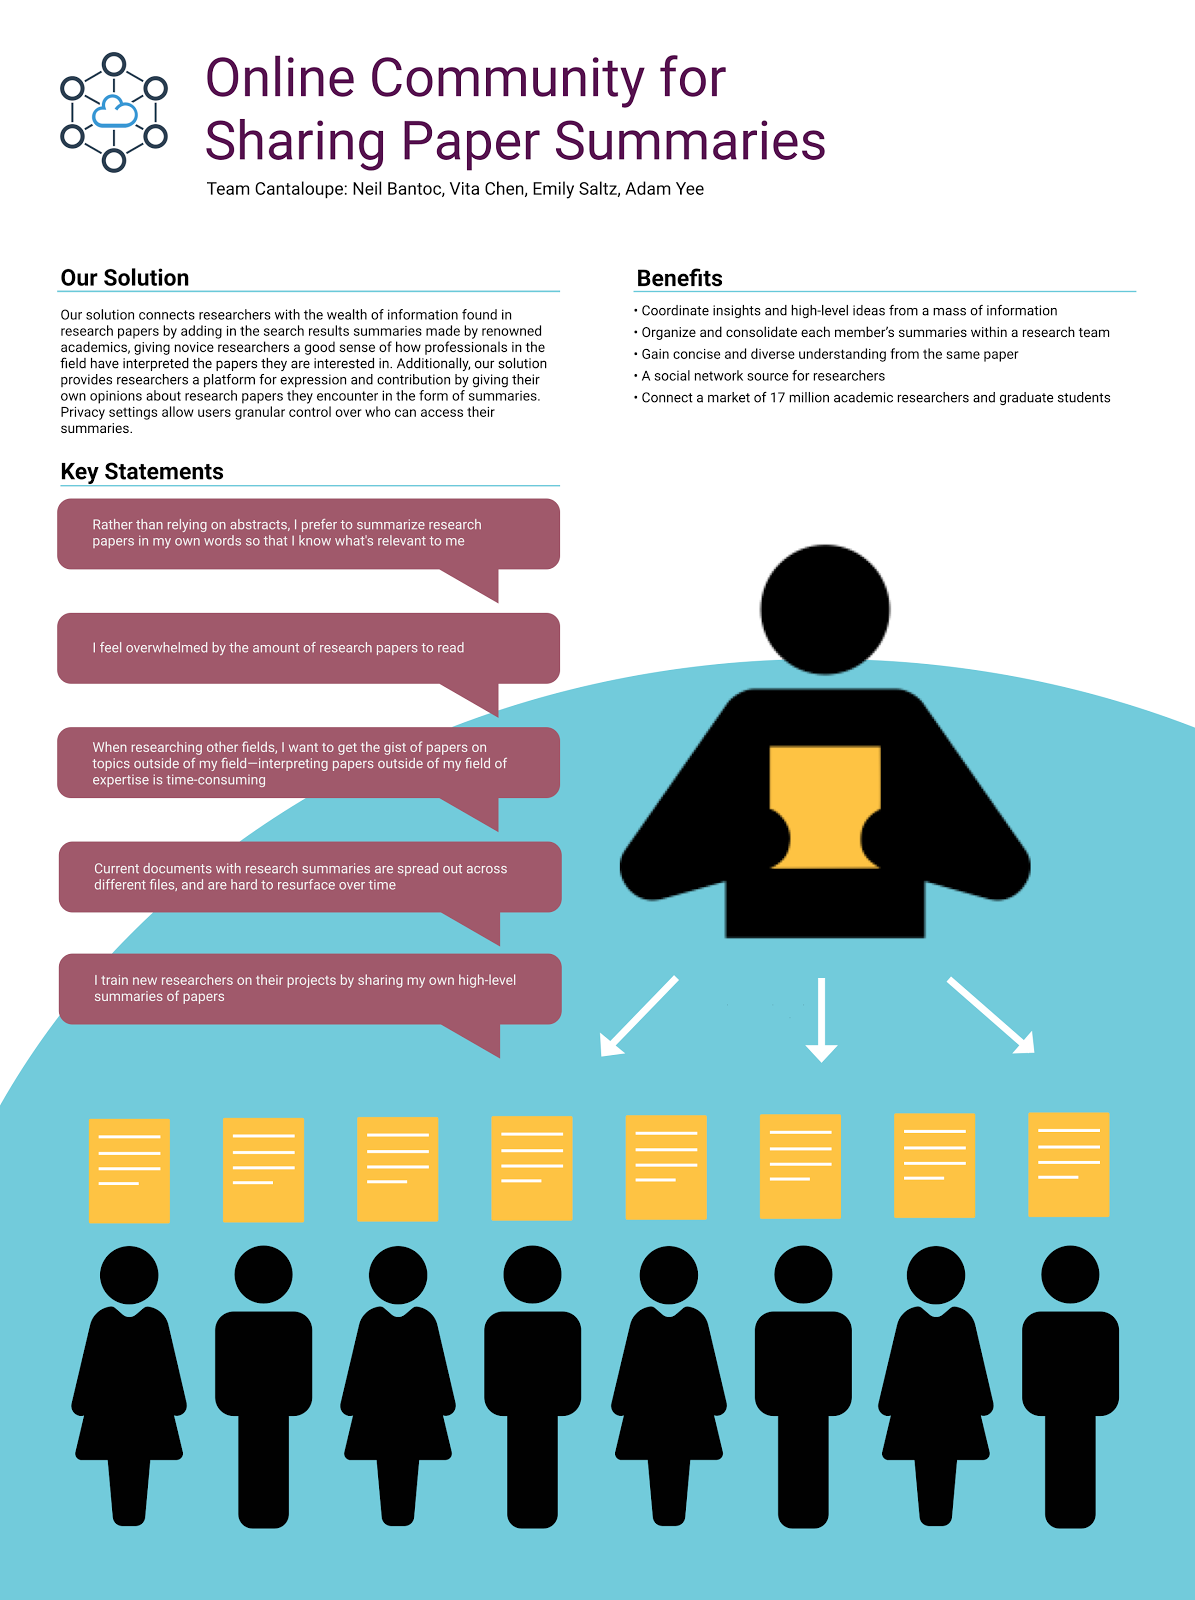 Online Community for
Sharing Paper Summaries
Team Cantaloupe: Neil Bantoc, Vita Chen, Emily Saltz, Adam Yee
Our Solution
Our solution connects researchers with the wealth of information found in
research papers by adding in the search results summaries made by renowned
academics, giving novice researchers a good sense of how professionals in the
field have interpreted the papers they are interested in. Additionally, our solution
provides researchers a platform for expression and contribution by giving their
own opinions about research papers they encounter in the form of summaries.
Privacy settings allow users granular control over who can access their
summaries.
Benefits
• Coordinate insights and high-level ideas from a mass of information
• Organize and consolidate each member’s summaries within a research team
• Gain concise and diverse understanding from the same paper
• A social network source for researchers
• Connect a market of 17 million academic researchers and graduate students
Key Statements
Rather than relying on abstracts, I prefer to summarize research
papers in my own words so that I know what's relevant to me
I feel overwhelmed by the amount of research papers to read
When researching other fields, I want to get the gist of papers on
topics outside of my field—interpreting papers outside of my field of
expertise is time-consuming
Current documents with research summaries are spread out across
different files, and are hard to resurface over time
I train new researchers on their projects by sharing my own high-level
summaries of papers